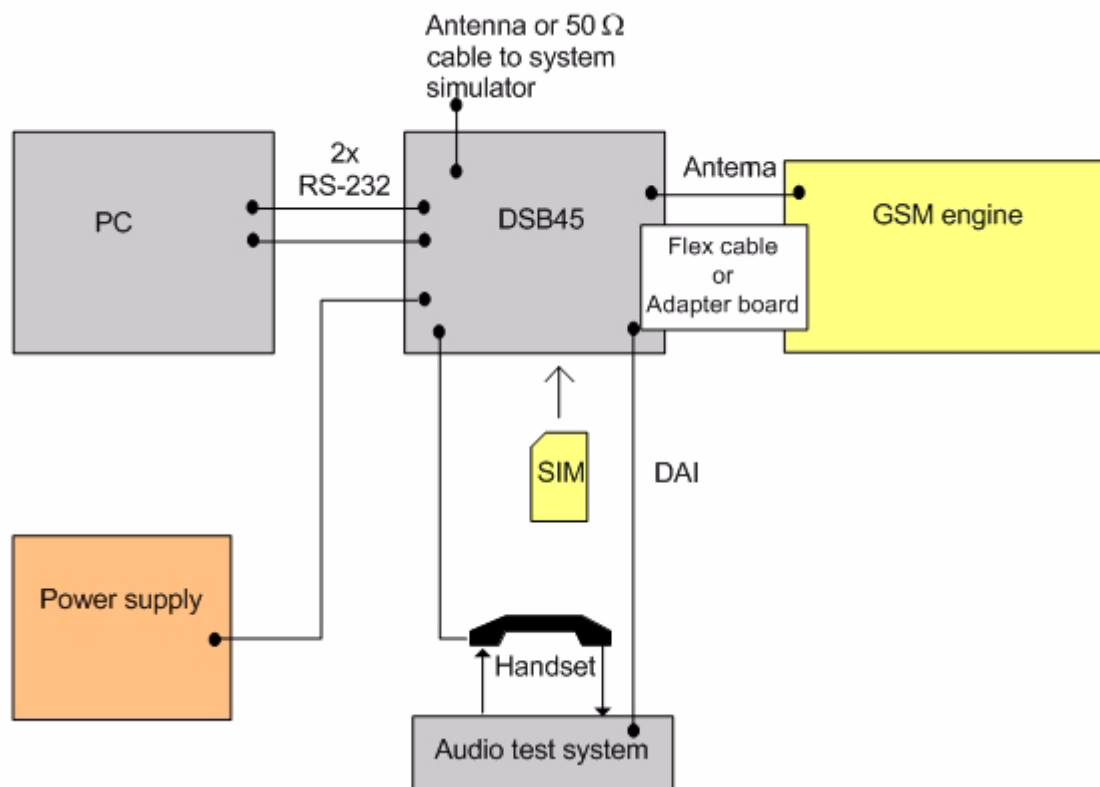 Antenna or 50 Ω
cable to system
simulator
PC
2x
RS-232
DSB45
Antenna
GSM engine
Flex cable
or
Adapter board
SIM
DAI
Power supply
Handset
Audio test system